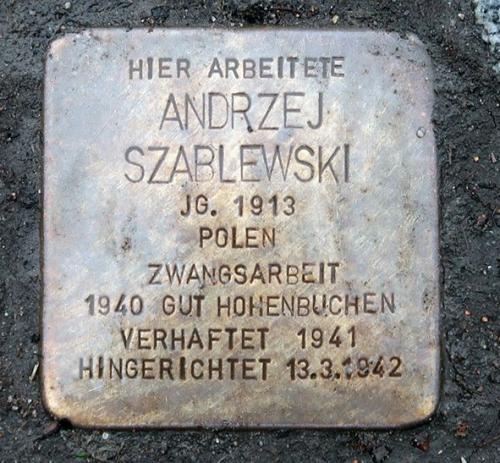 HIER ARBEITETE
ANDRZEJ
SZABLEWSKI
JG. 1913
POLEN
ZWANGSARBEIT
1940 GUT HOHENBUCHEN
VERHAFTET 1941
HINGERICHTET 13.3.1942